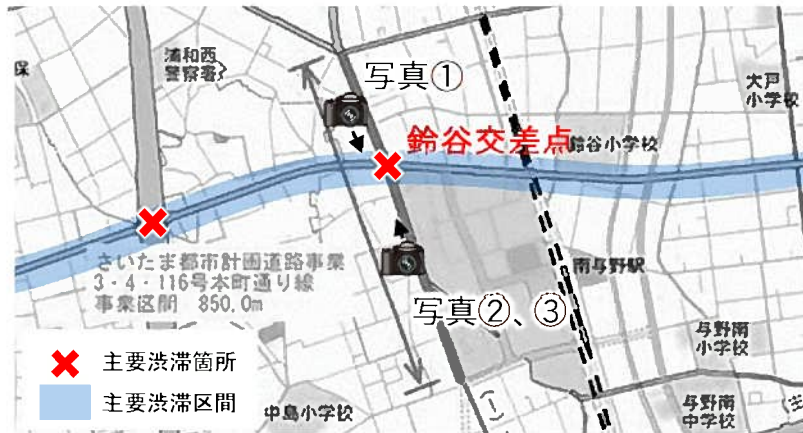 浦和西
警察署
写真①
大戸
小学校
保
鈴谷交差点
鈴谷小学校
さいたま都市計画道路事業
3・4・116号本町通り線
事業区間 850.0m
南与野駅
写真②、③
与野南
小学校
主要渋滞箇所
主要渋滞区間
中島小学校
与野南
中学校
(主